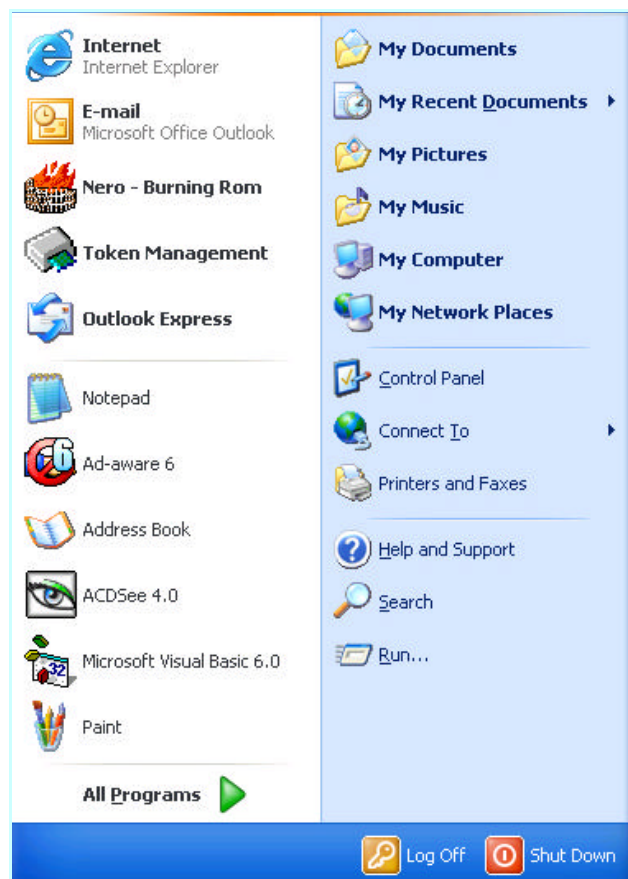 Internet
Internet Explorer
E-mail
Microsoft Office Outlook
Nero - Burning Rom
Token Management
Outlook Express
Notepad
Ad-aware 6
Address Book
ACDSee 4.0
Microsoft Visual Basic 6.0
Paint
All Programs
My Documents
My Recent Documents
My Pictures
My Music
My Computer
My Network Places
Control Panel
Connect To
Printers and Faxes
Help and Support
Search
Run...
Log Off
Shut Down